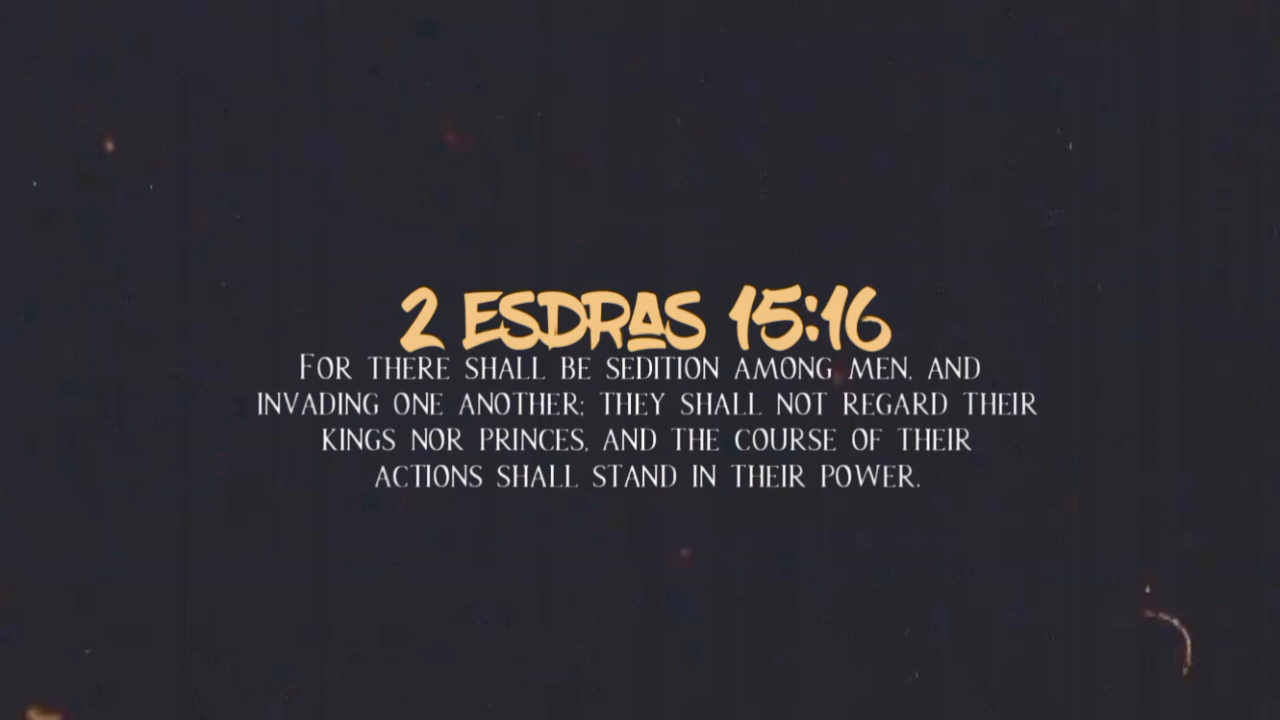 2 ESDRAS 15:16
FOR THERE SHALL BE SEDITION AMONG MEN, AND
INVADING ONE ANOTHER; THEY SHALL NOT REGARD THEIR
KINGS NOR PRINCES, AND THE COURSE OF THEIR
ACTIONS SHALL STAND IN THEIR POWER.